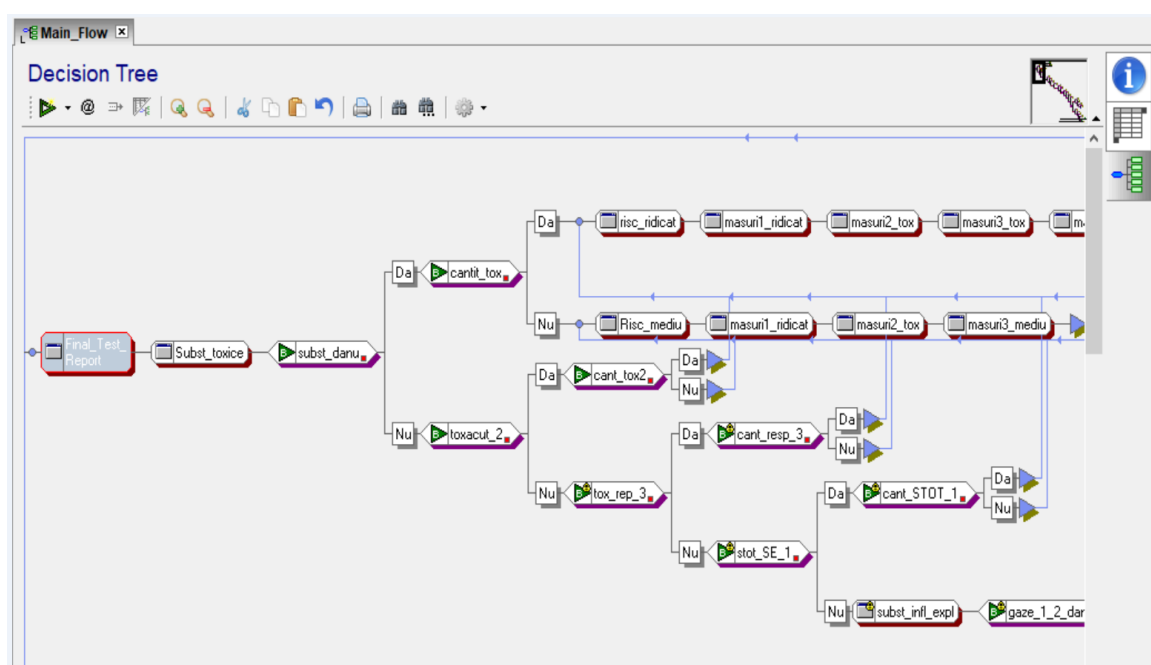 Main_Flow
Decision Tree
@
Da
risc_ridicat
masuri1_ridicat
masuri2_tox
masuri3_tox
Da
cantit_tox
Nu
Risc_mediu
masuri1_ridicat
masuri2_tox
masuri3_mediu
Final_Test_
Report
Subst_toxice
subst_danu
Da
cant_tox2
Da
Nu
Nu
toxacut_2
Da
cant_resp_3
Da
Nu
Nu
tox_rep_3
Da
cant_STOT_1
Da
Nu
Nu
stot_SE_1
Nu
subst_infl_expl
gaze_1_2_dar